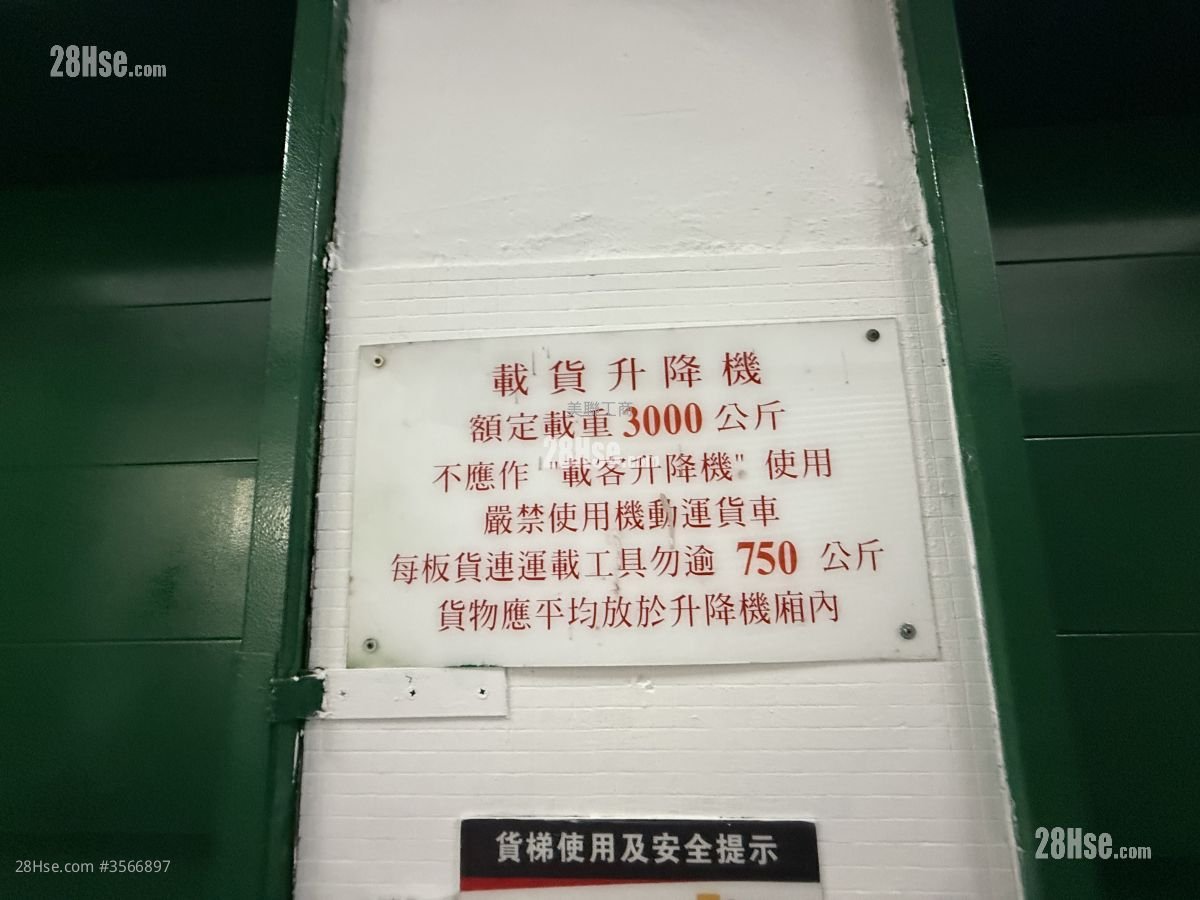 28Hse.com
載貨升降機
美聯工商
額定載重 3000 公斤
28Hse.com
不應作 "載客升降機" 使用
嚴禁使用機動運貨車
每板貨連運載工具勿逾 750 公斤
貨物應平均放於升降機廂內
貨梯使用及安全提示
28Hse.com
28Hse.com #3566897